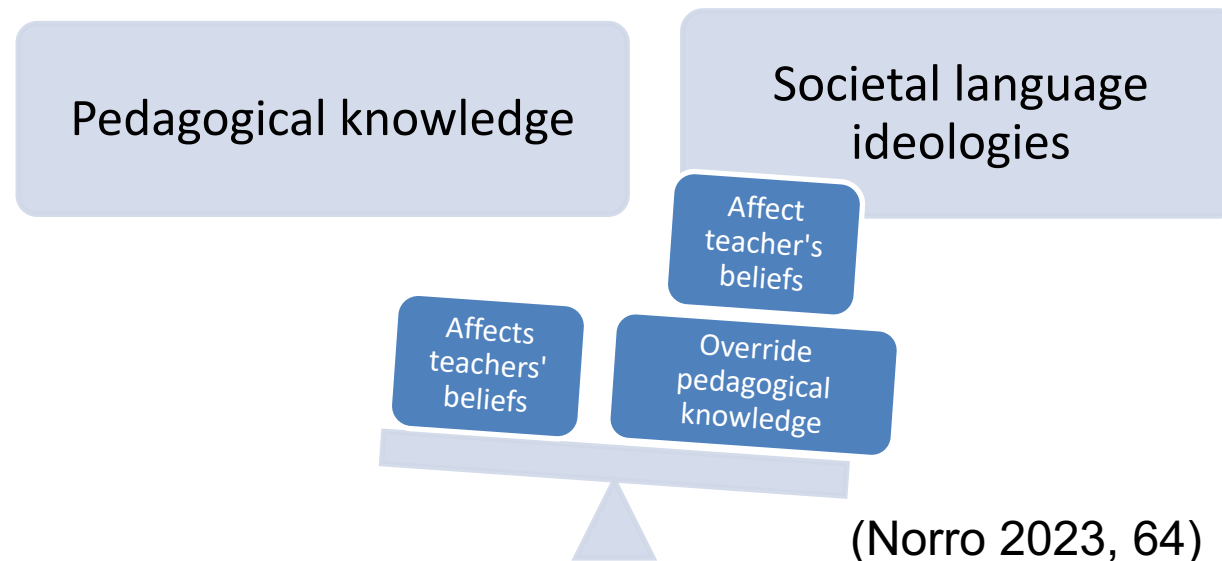 Pedagogical knowledge
Societal language
ideologies
Affect
teacher's
beliefs
Affects
teachers'
beliefs
Override
pedagogical
knowledge
(Norro 2023, 64)